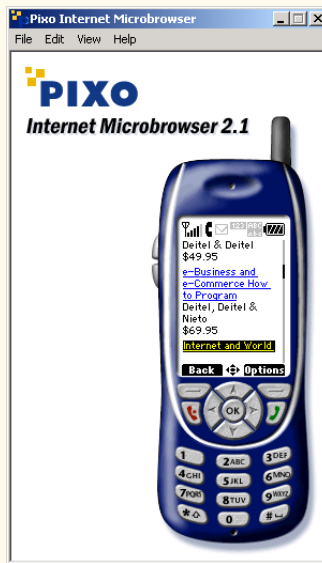 Pixo Internet Microbrowser
File Edit View Help
PIXO
Internet Microbrowser 2.1
123 ABC
Deitel & Deitel
$49.95
e-Business and
e-Commerce How
to Program
Deitel, Deitel &
Nieto
$69.95
Internet and World
Back Options
OK
1 2ABC 3DEF
4GHI 5JKL 6MNO
7PQRS 8TUV 9WXYZ
* 0 #